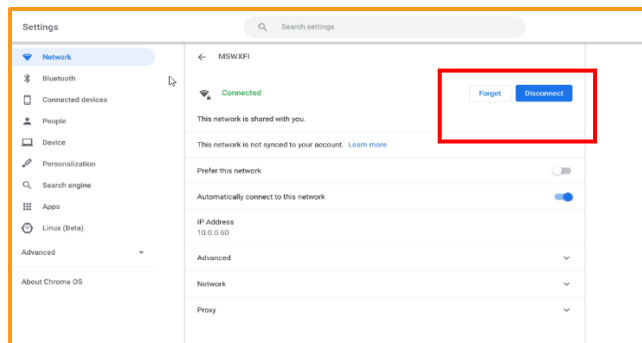 Settings
Search settings
Network
Bluetooth
Connected devices
People
Device
Personalization
Search engine
Apps
Linux (Beta)
Advanced
About Chrome OS
MSWXFI
Connected
Forget
Disconnect
This network is shared with you.
This network is not synced to your account. Learn more
Prefer this network
Automatically connect to this network
IP Address
10.0.0.60
Advanced
Network
Proxy